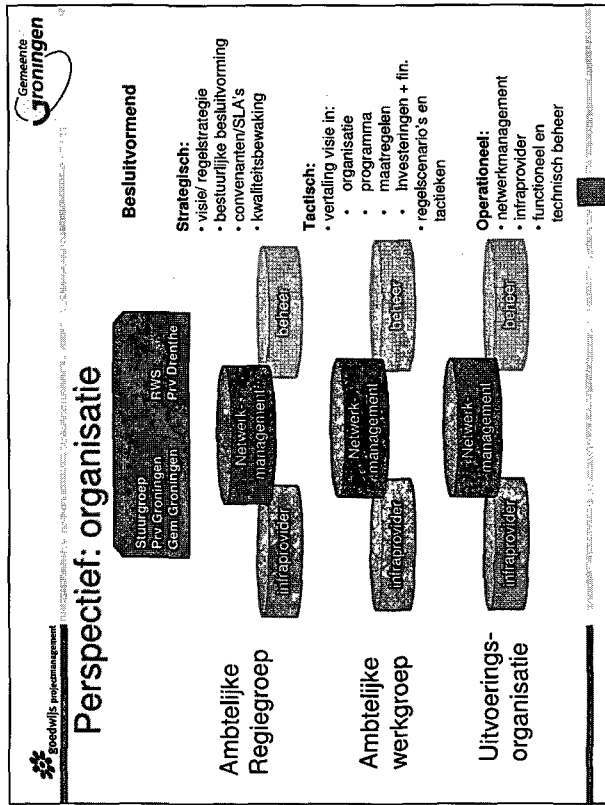 goedwijs projectmanagement
Gemeente
Groningen
Perspectief: organisatie
Stuurgroep
Prv Groningen
Gem Groningen
RWS
Prv Drenthe
Besluitvormend
Ambtelijke
Regiegroep
infraprovider
Netwerk-
management
beheer
Strategisch:
• visie/ regelstrategie
• bestuurlijke besluitvorming
• convenanten/SLA's
• kwaliteitsbewaking
Ambtelijke
werkgroep
infraprovider
Netwerk-
management
beheer
Tactisch:
• vertaling visie in:
• organisatie
• programma
• maatregelen
• Investeringen + fin.
• regelscenario's en
tactieken
Uitvoerings-
organisatie
infraprovider
Netwerk-
management
beheer
Operationeel:
• netwerkmanagement
• infraprovider
• functioneel en
technisch beheer